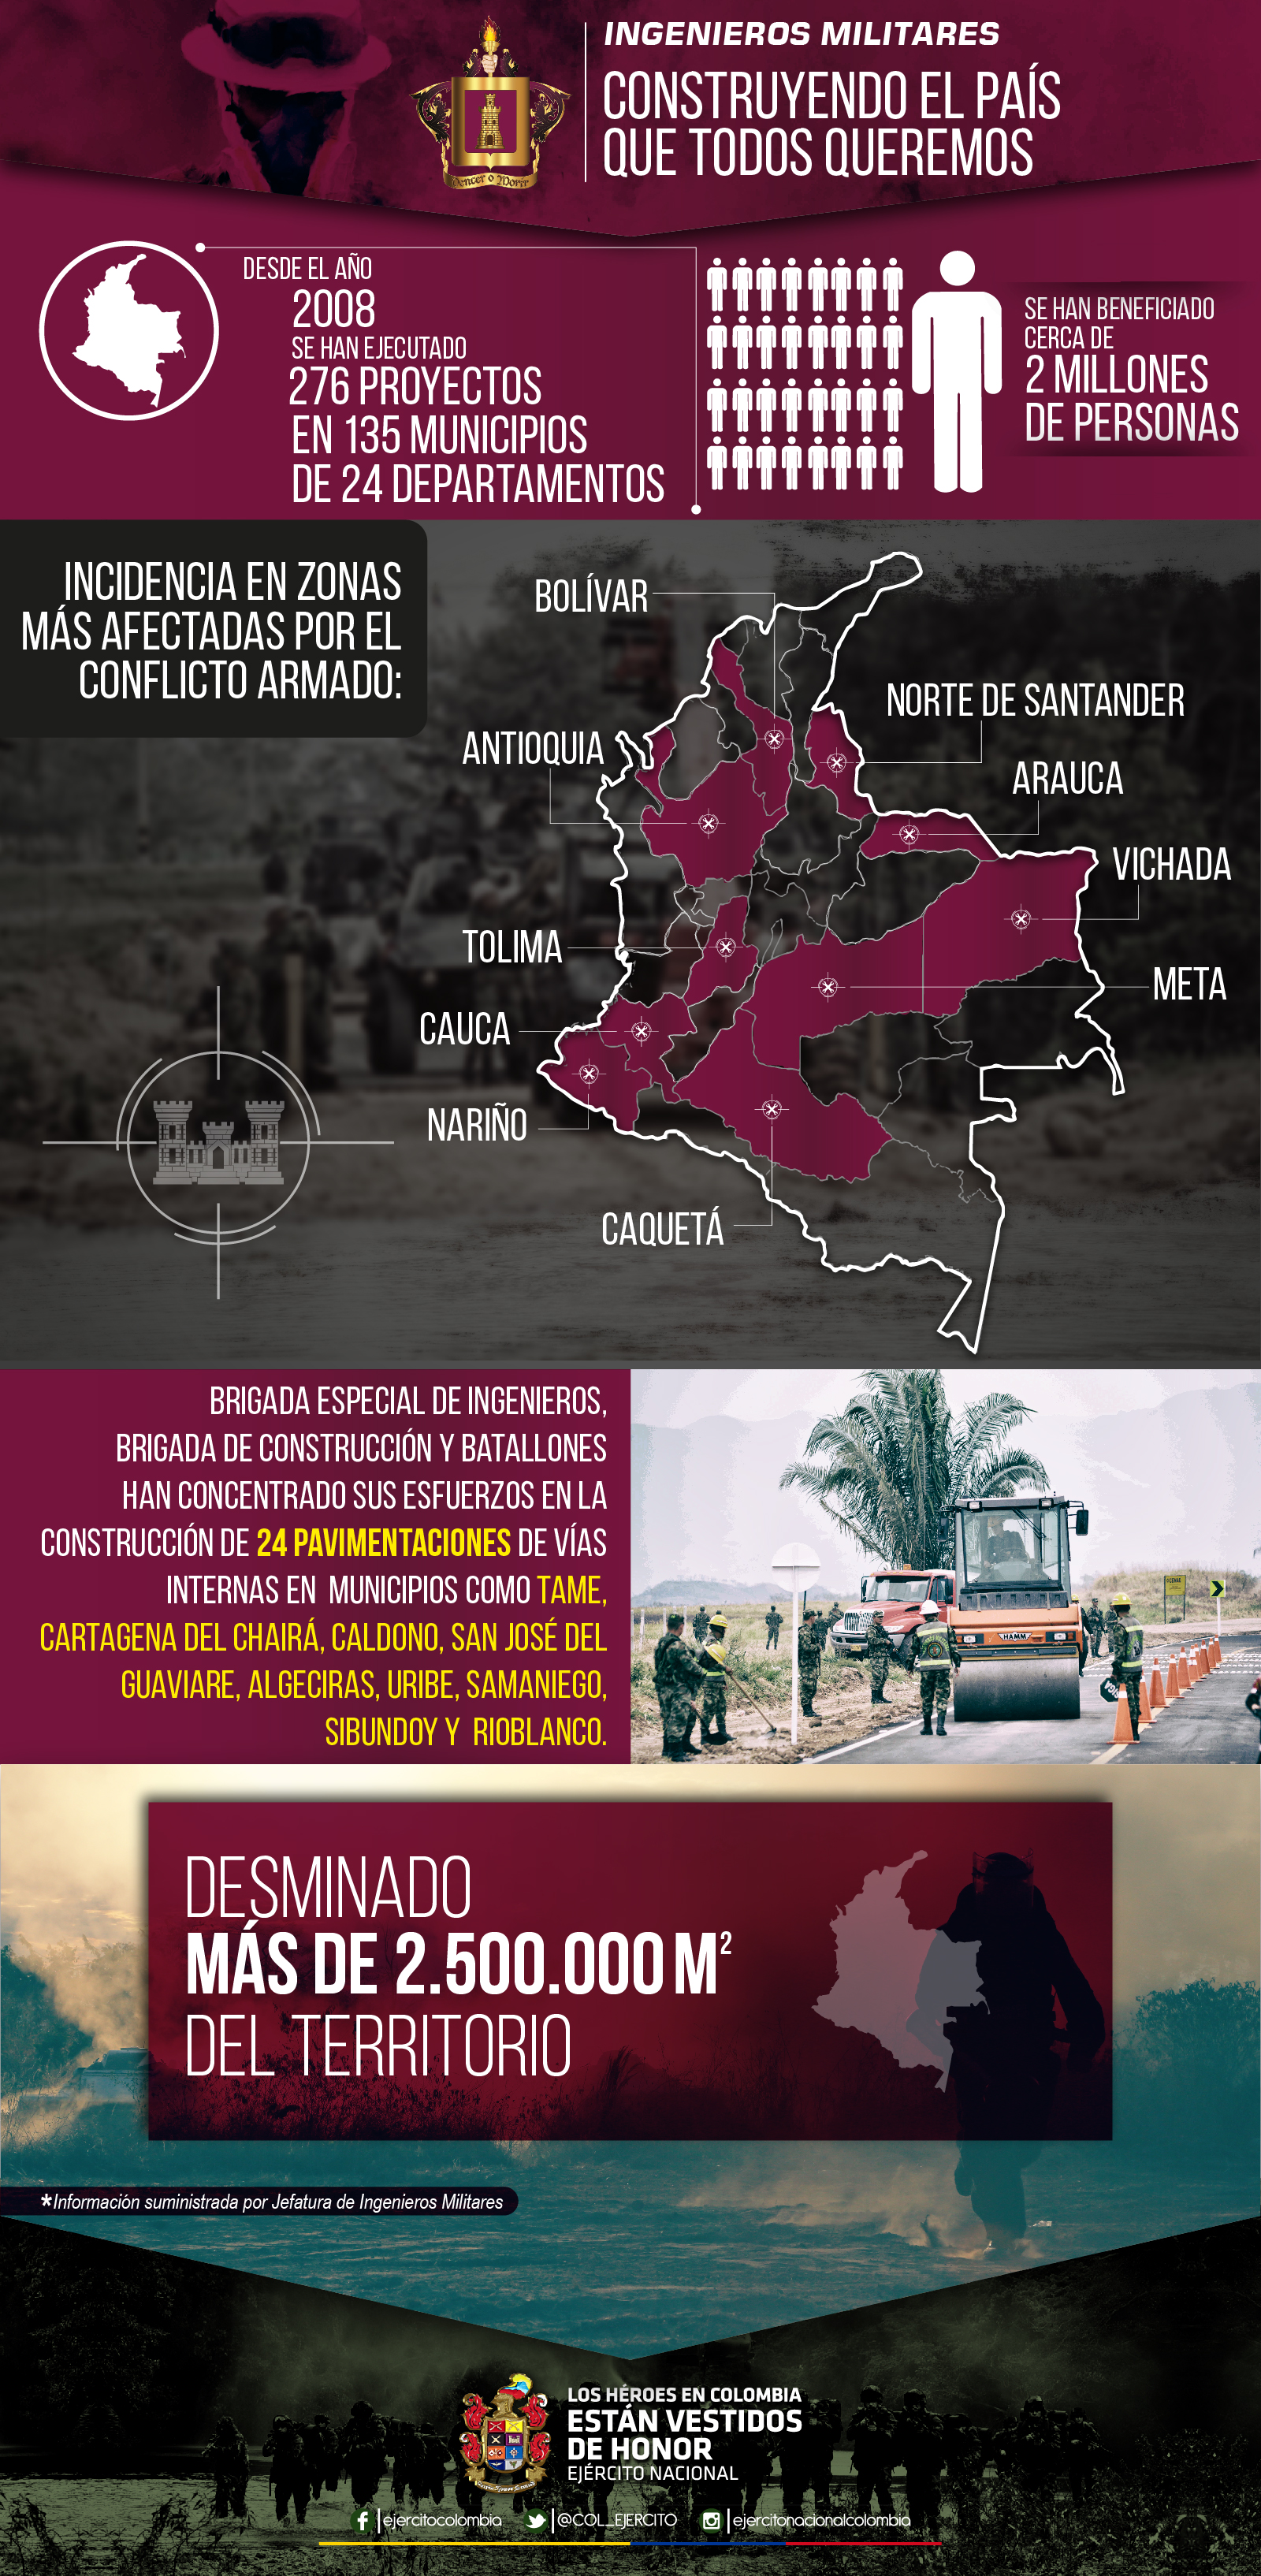 INGENIEROS MILITARES
CONSTRUYENDO EL PAÍS
QUE TODOS QUEREMOS
Vencer o Morir
DESDE EL AÑO
2008
SE HAN EJECUTADO
276 PROYECTOS
EN 135 MUNICIPIOS
DE 24 DEPARTAMENTOS
SE HAN BENEFICIADO
CERCA DE
2 MILLONES
DE PERSONAS
INCIDENCIA EN ZONAS
MÁS AFECTADAS POR EL
CONFLICTO ARMADO:
BOLÍVAR
NORTE DE SANTANDER
ANTIOQUIA
ARAUCA
VICHADA
TOLIMA
META
CAUCA
NARIÑO
CAQUETÁ
BRIGADA ESPECIAL DE INGENIEROS,
BRIGADA DE CONSTRUCCIÓN Y BATALLONES
HAN CONCENTRADO SUS ESFUERZOS EN LA
CONSTRUCCIÓN DE 24 PAVIMENTACIONES DE VÍAS
INTERNAS EN MUNICIPIOS COMO TAME,
CARTAGENA DEL CHAIRÁ, CALDONO, SAN JOSÉ DEL
GUAVIARE, ALGECIRAS, URIBE, SAMANIEGO,
SIBUNDOY Y RIOBLANCO.
HAMM
SIGA
DESMINADO
MÁS DE 2.500.000 M²
DEL TERRITORIO
*Información suministrada por Jefatura de Ingenieros Militares
LOS HÉROES EN COLOMBIA
ESTÁN VESTIDOS
DE HONOR
EJÉRCITO NACIONAL
ejercitocolombia
@COL_EJERCITO
ejercitonacionalcolombia